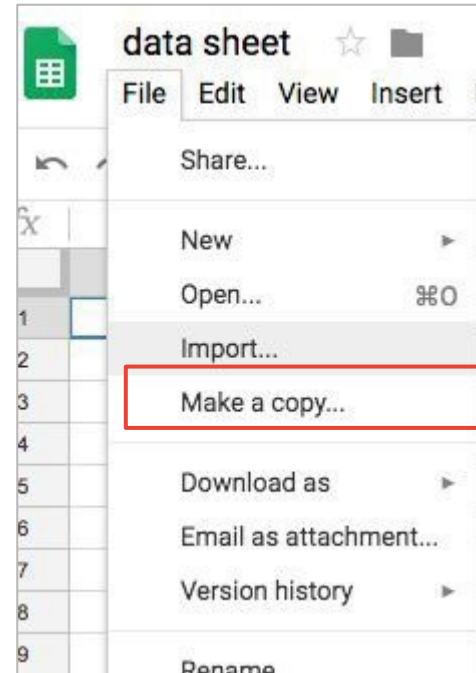 data sheet
File Edit View Insert
Share...
fx
New
Open... ⌘O
1
Import...
2
3
Make a copy...
4
5
Download as
6
Email as attachment...
7
Version history
8
9
Rename